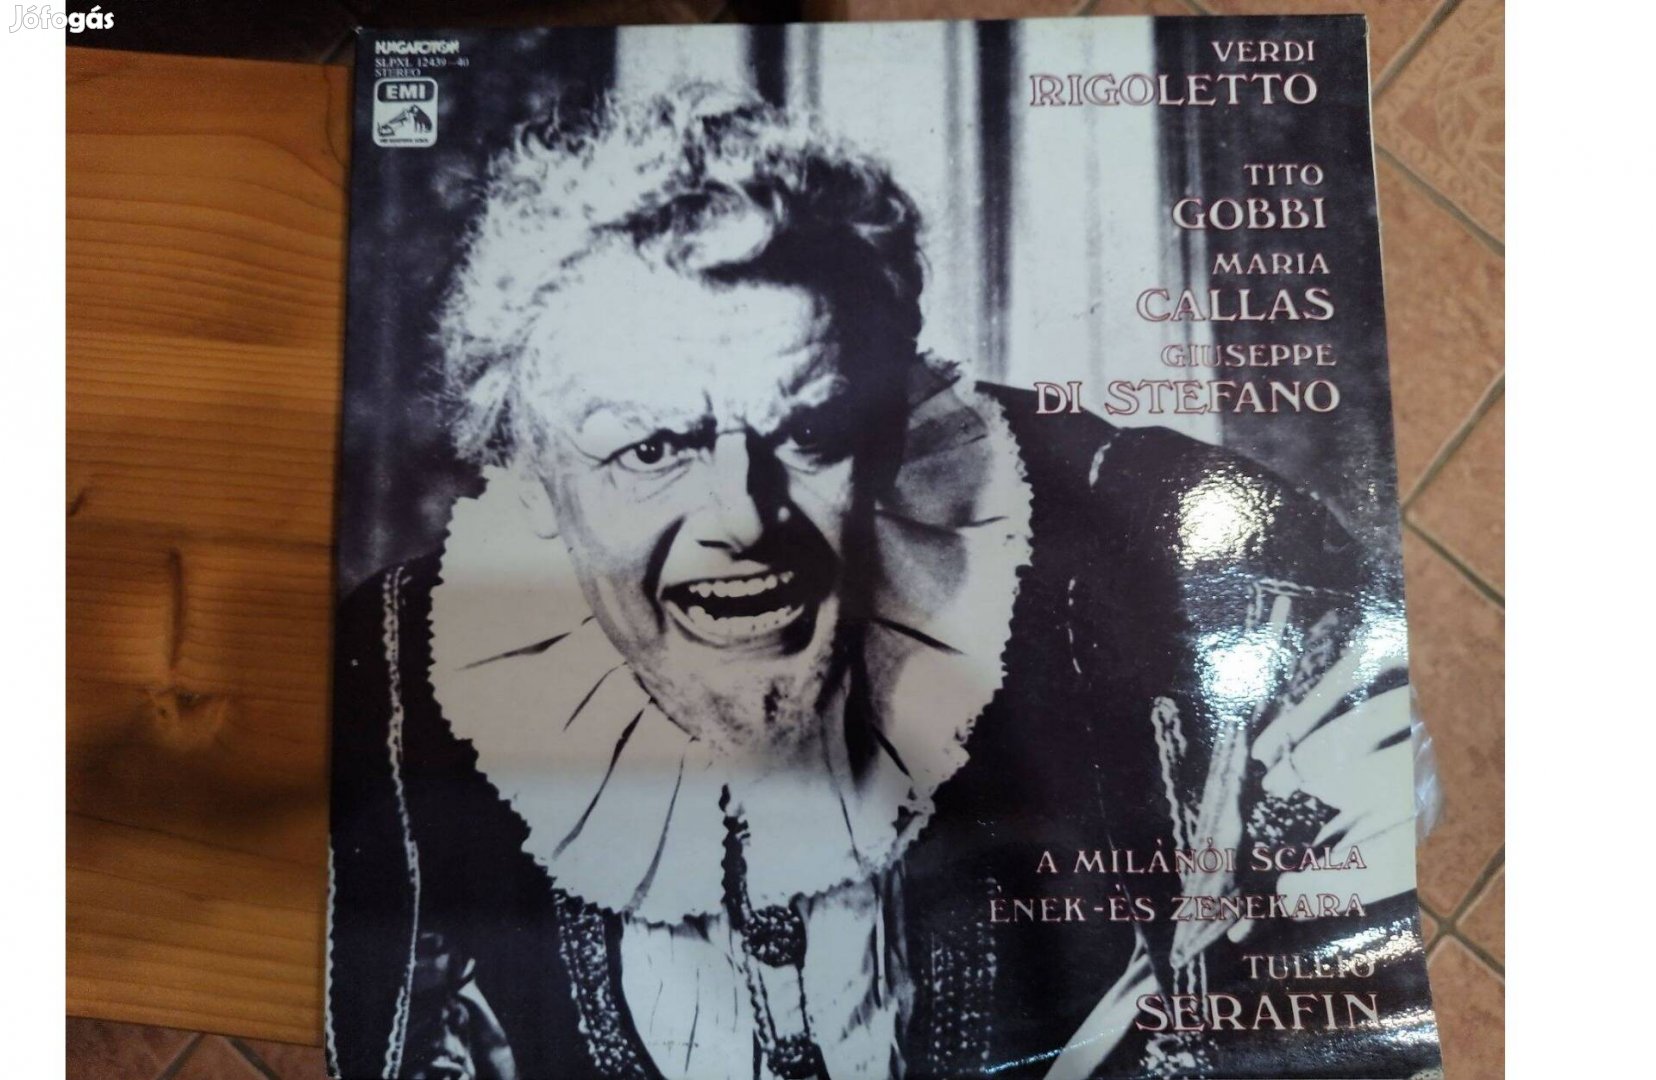 Jófogás
HUNGAROTON
SLPXL 12439-40
STEREO
EMI
VERDI
RIGOLETTO
TITO
GOBBI
MARIA
CALLAS
GIUSEPPE
DI STEFANO
A MILÁNÓI SCALA
ÉNEK-ÉS ZENEKARA
TULLIO
SERAFIN